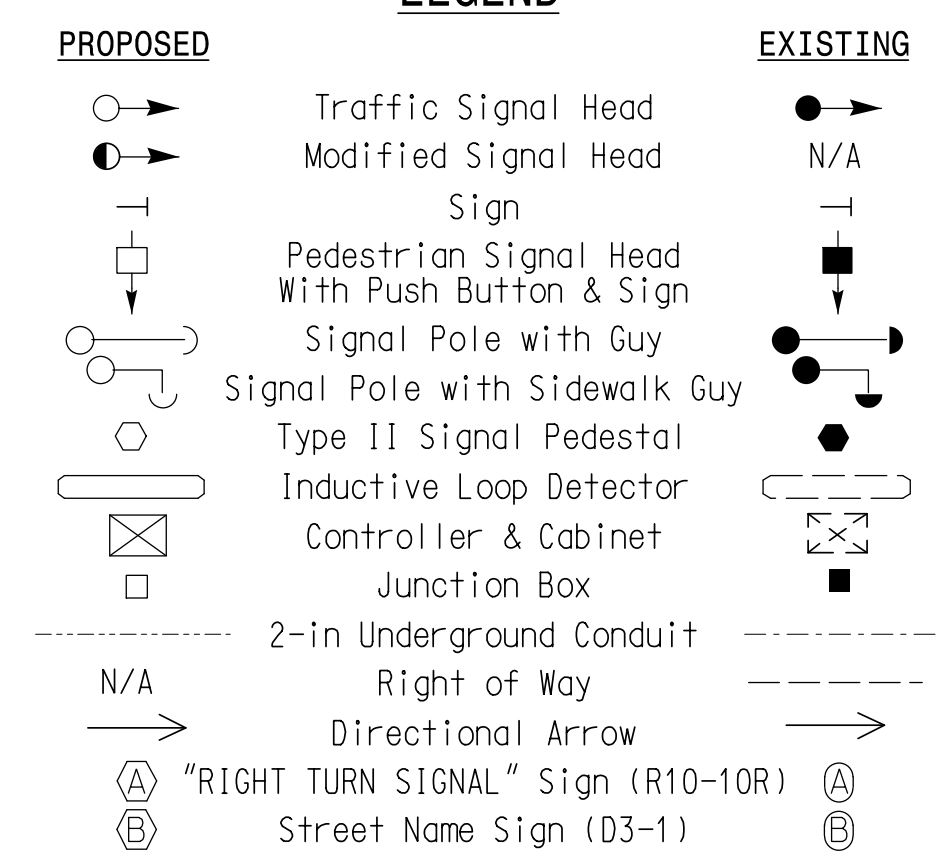 LEGEND
PROPOSED EXISTING
Traffic Signal Head
Modified Signal Head N/A
Sign
Pedestrian Signal Head
With Push Button & Sign
Signal Pole with Guy
Signal Pole with Sidewalk Guy
Type II Signal Pedestal
Inductive Loop Detector
Controller & Cabinet
Junction Box
2-in Underground Conduit
N/A Right of Way
Directional Arrow
A "RIGHT TURN SIGNAL" Sign (R10-10R) A
B Street Name Sign (D3-1) B